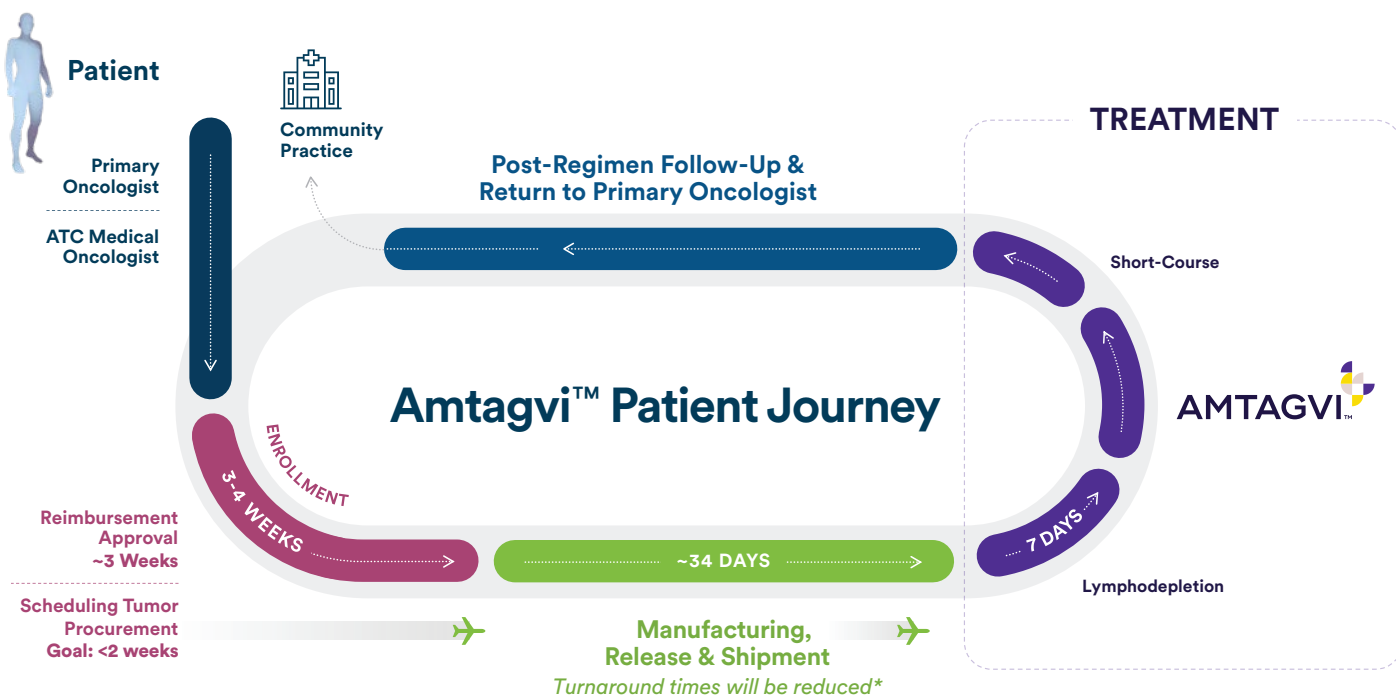 Patient
Primary
Oncologist
ATC Medical
Oncologist
Community
Practice
Post-Regimen Follow-Up &
Return to Primary Oncologist
TREATMENT
Short-Course
Amtagvi™ Patient Journey
AMTAGVI™
ENROLLMENT
3-4 WEEKS
Reimbursement
Approval
~3 Weeks
Scheduling Tumor
Procurement
Goal: <2 weeks
~34 DAYS
7 DAYS
Lymphodepletion
Manufacturing,
Release & Shipment
Turnaround times will be reduced*